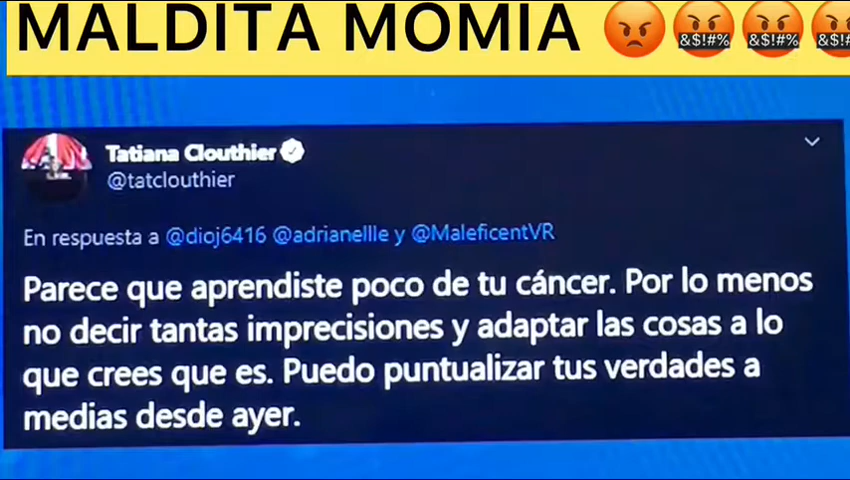 MALDITA MOMIA 😡🤬🤬🤬
Tatiana Clouthier
@tatclouthier
En respuesta a @dioj6416 @adrianellle y @MaleficentVR
Parece que aprendiste poco de tu cáncer. Por lo menos
no decir tantas imprecisiones y adaptar las cosas a lo
que crees que es. Puedo puntualizar tus verdades a
medias desde ayer.